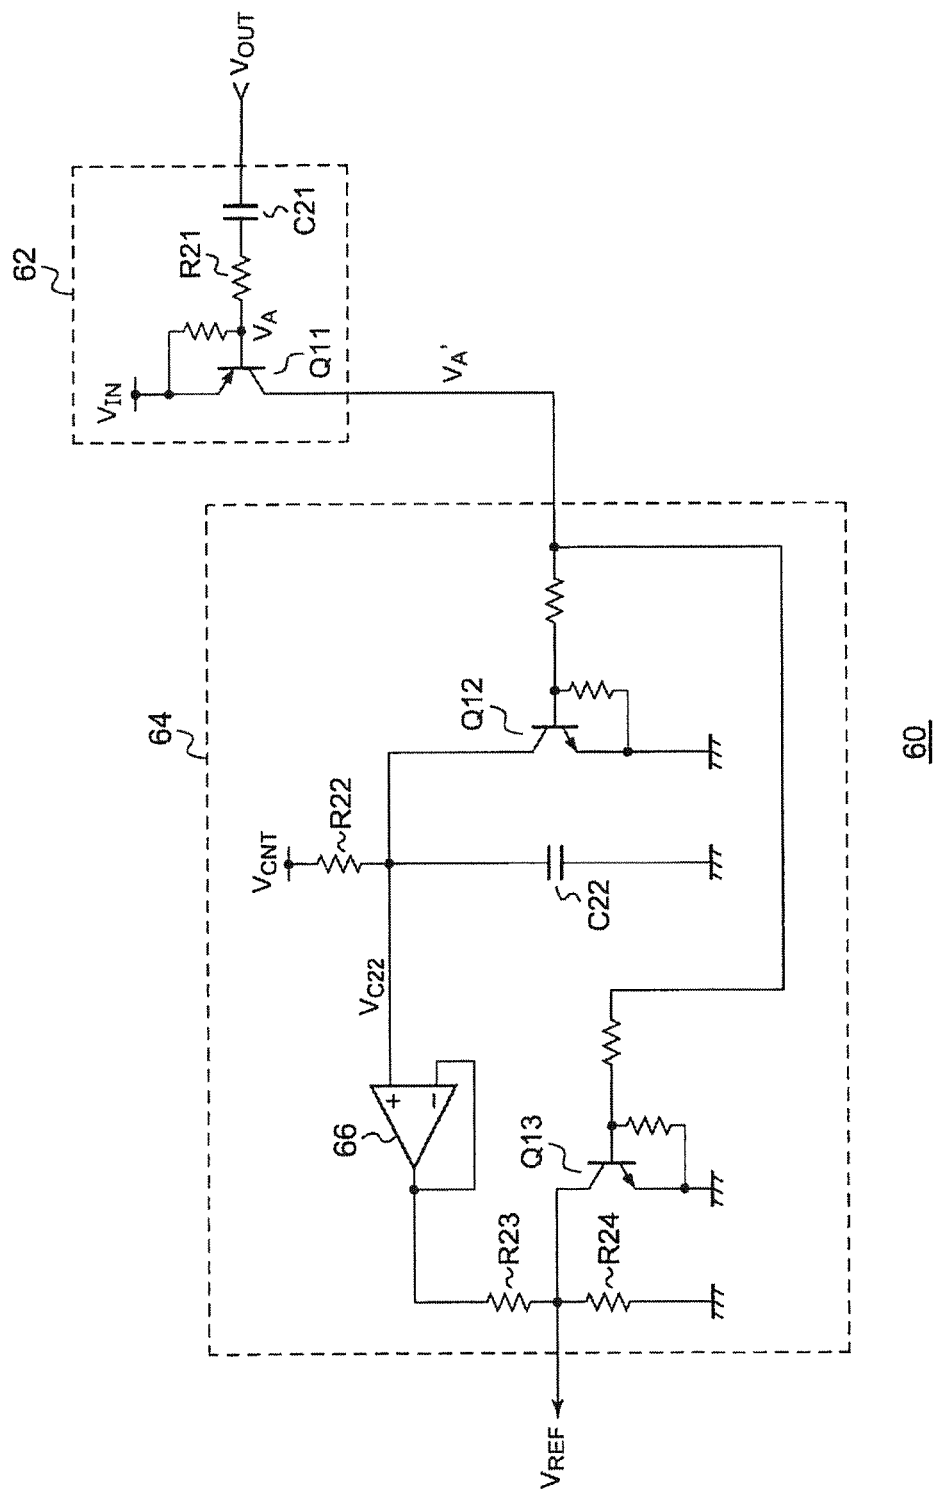 60
62
64
V_IN
V_A
R21
C21
V_OUT
Q11
V_A'
V_CNT
R22
Q12
V_C22
C22
66
Q13
R23
R24
V_REF
+
−